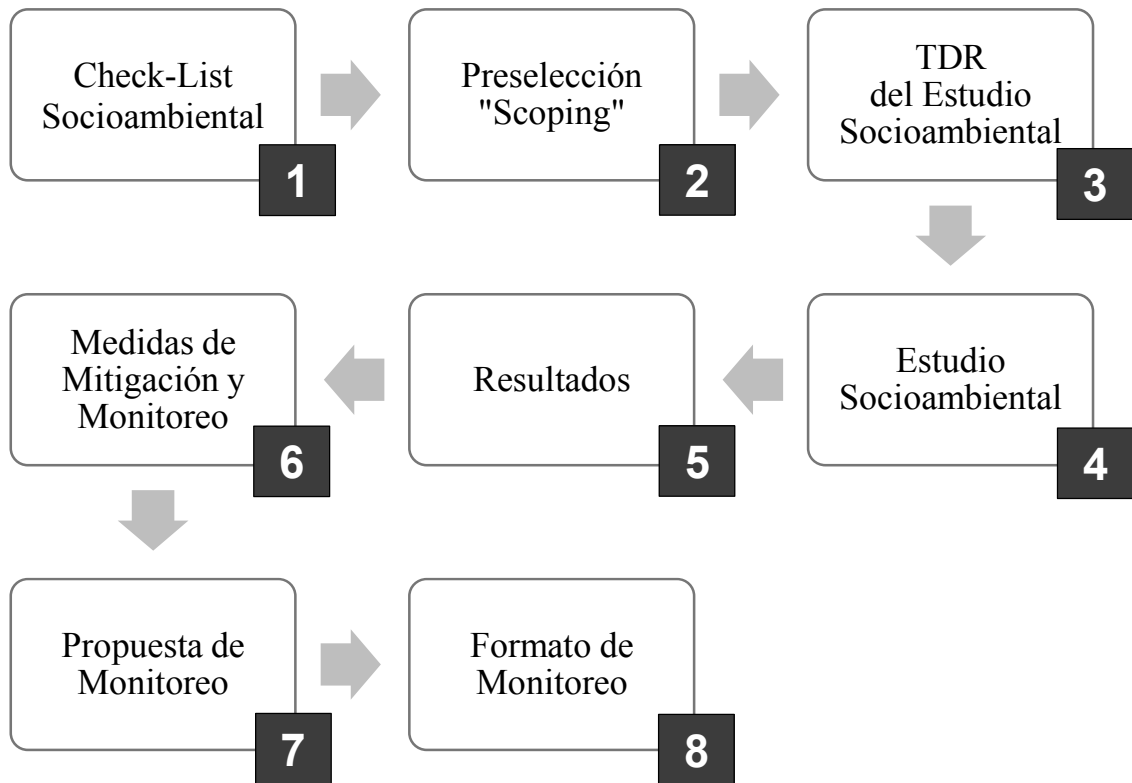 Check-List
Socioambiental
1
Preselección
"Scoping"
2
TDR
del Estudio
Socioambiental
3
Estudio
Socioambiental
4
Resultados
5
Medidas de
Mitigación y
Monitoreo
6
Propuesta de
Monitoreo
7
Formato de
Monitoreo
8